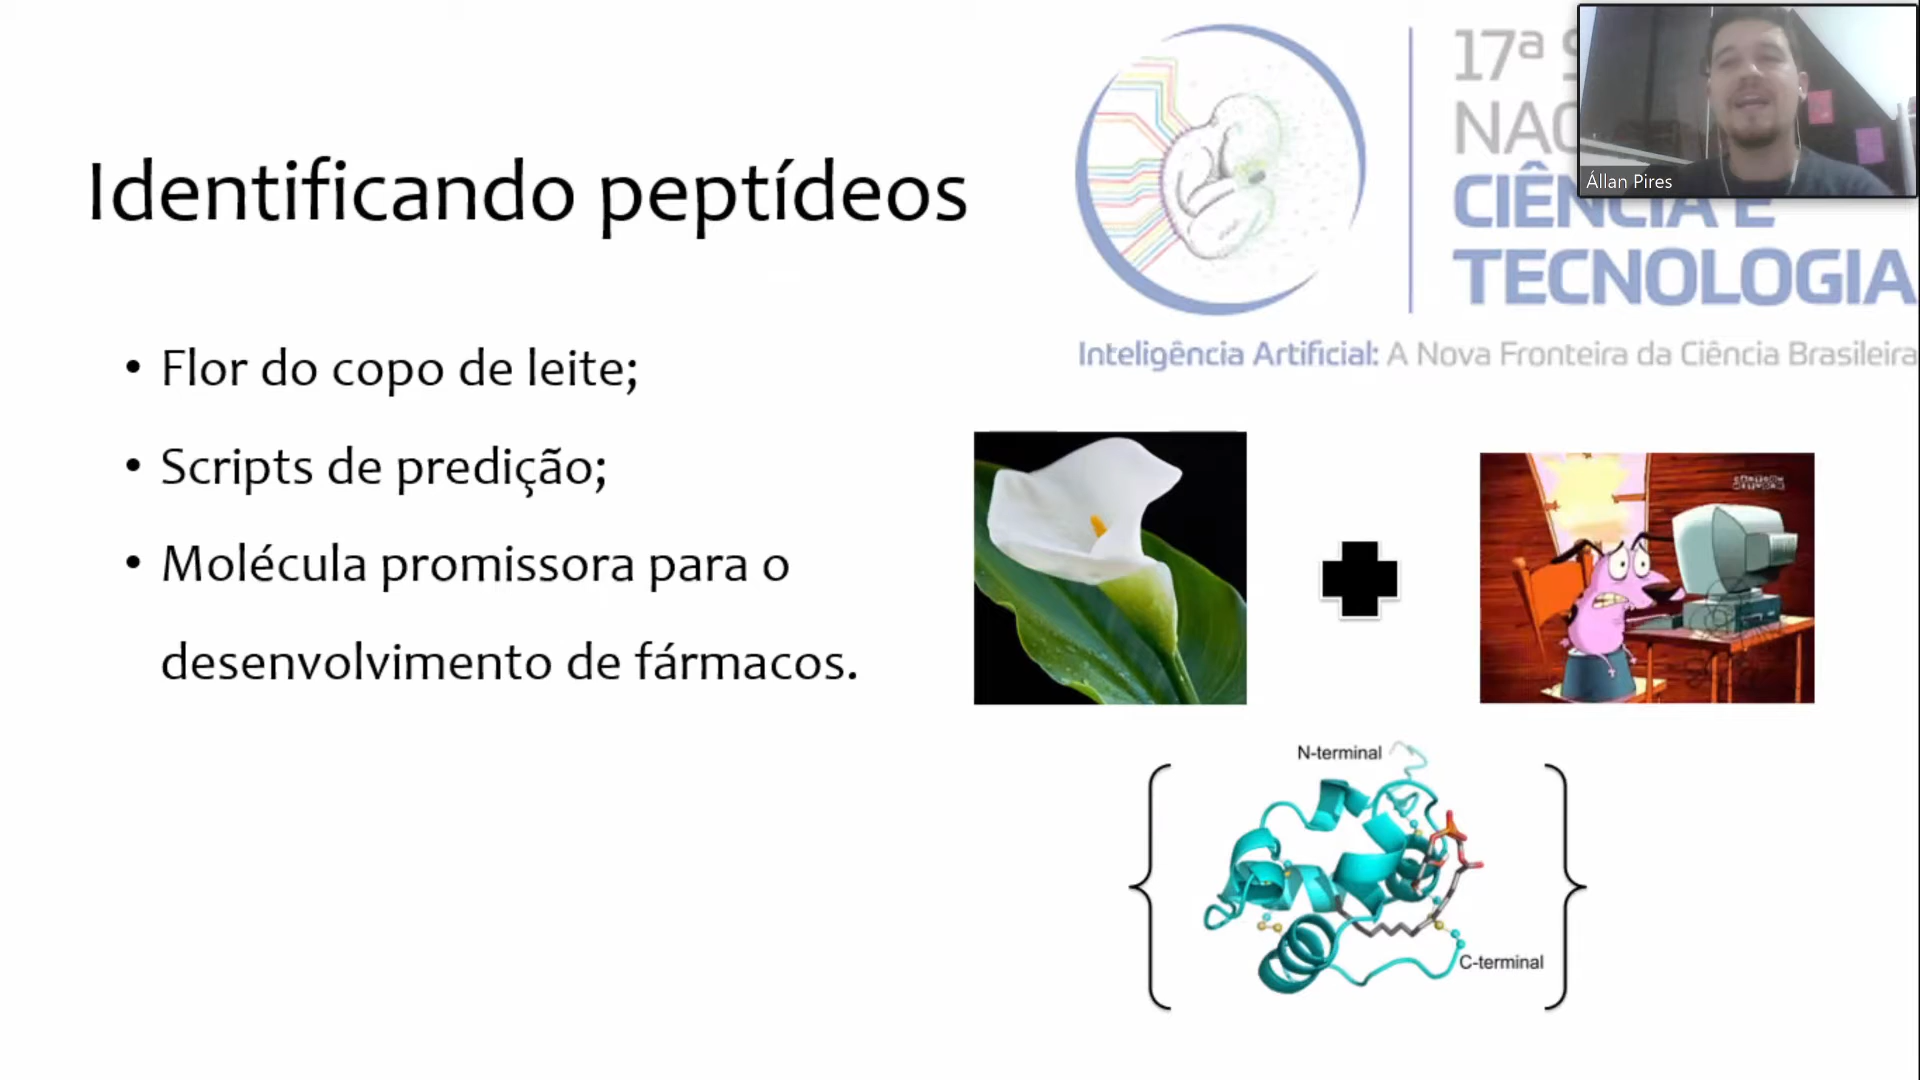 Identificando peptídeos
• Flor do copo de leite;
• Scripts de predição;
• Molécula promissora para o
desenvolvimento de fármacos.
17ª
CIÊNCIA E
TECNOLOGIA
Inteligência Artificial: A Nova Fronteira da Ciência Brasileira
Állan Pires
N-terminal
C-terminal